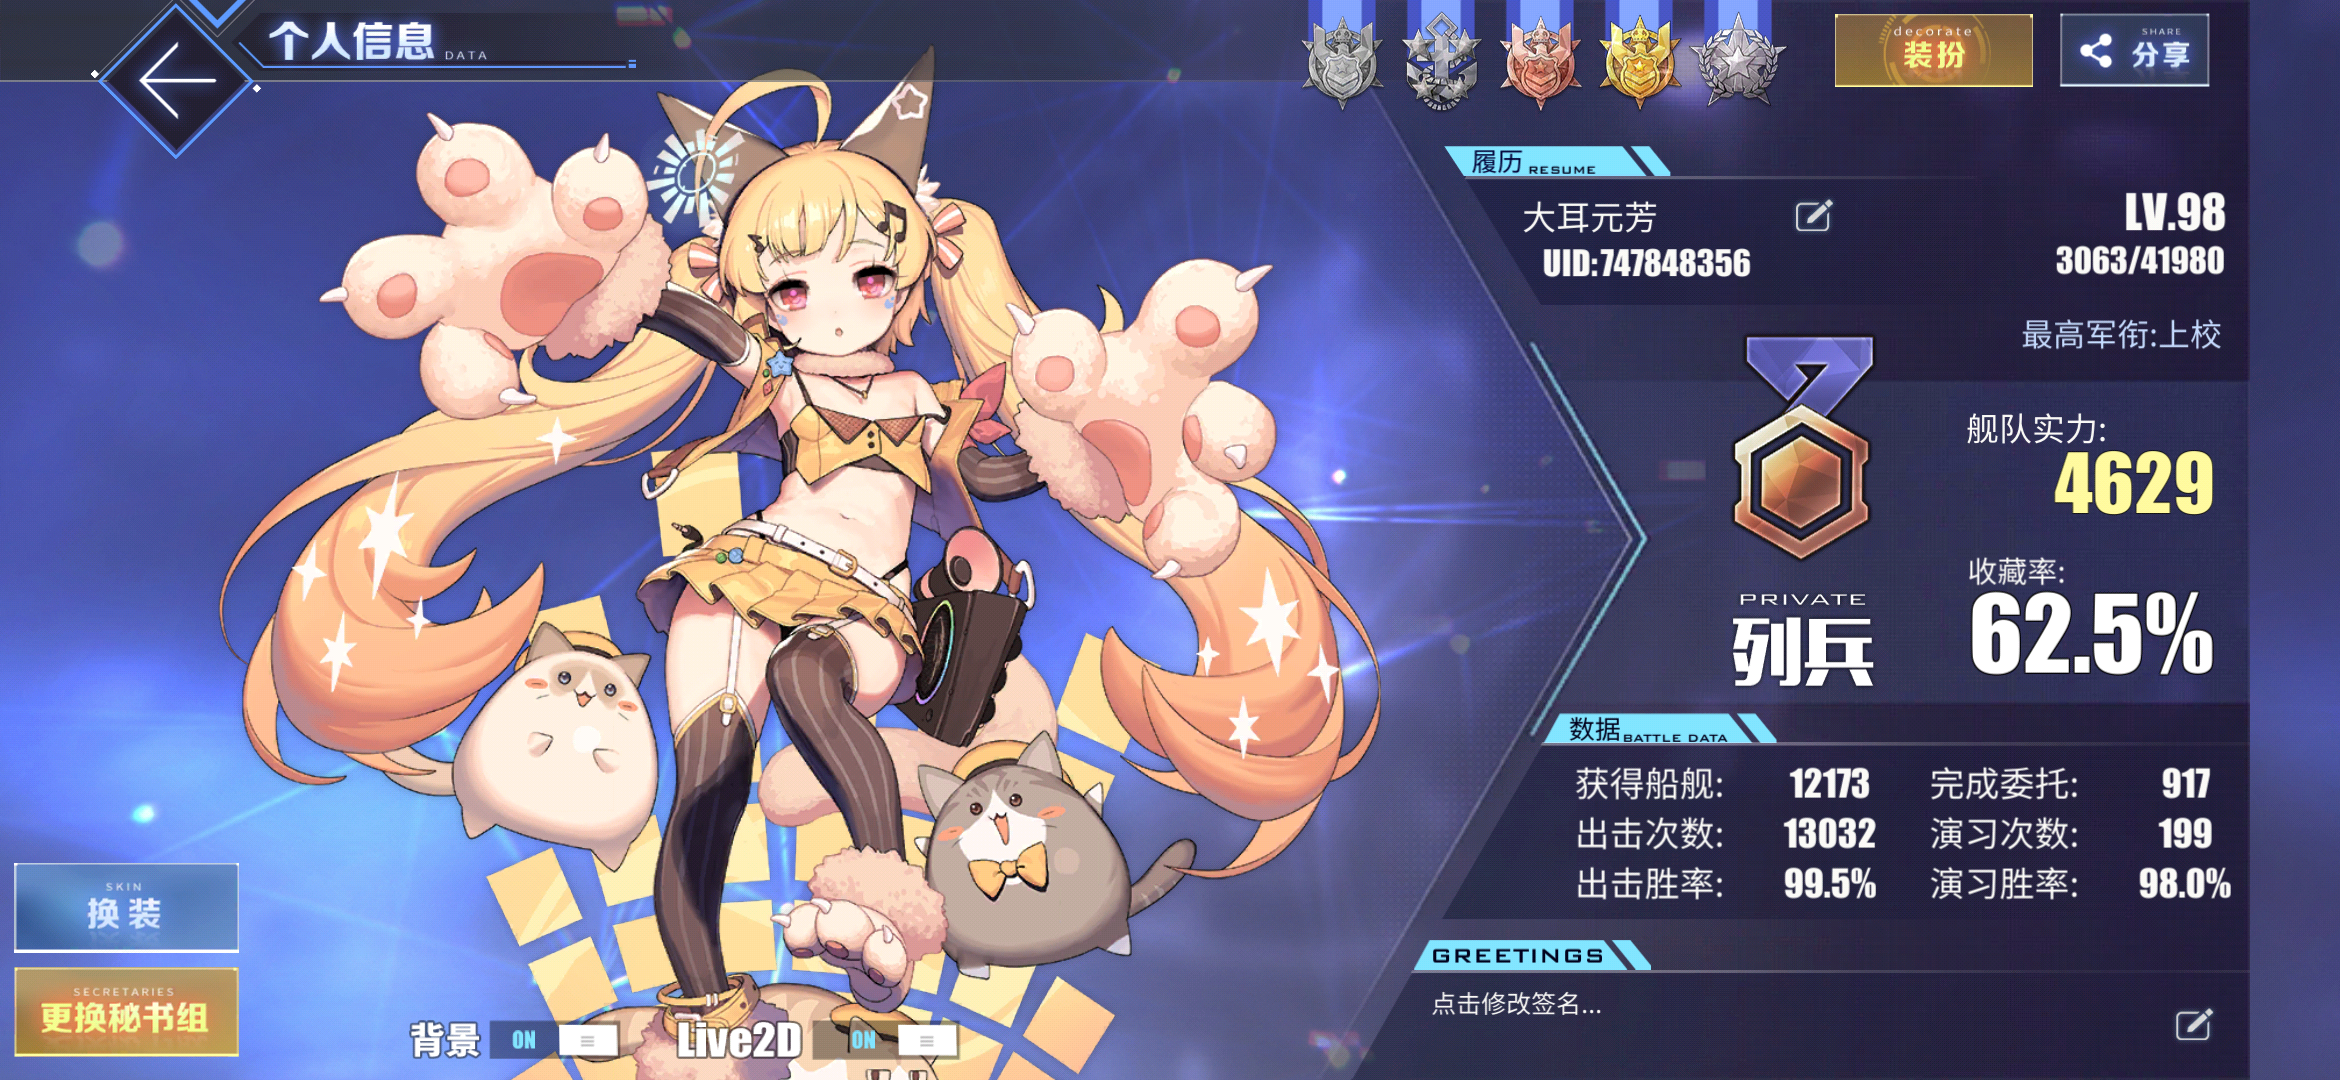 个人信息 DATA
decorate
装扮
SHARE
分享
履历 RESUME
大耳元芳
LV.98
UID:747848356
3063/41980
最高军衔:上校
舰队实力:
4629
收藏率:
62.5%
PRIVATE
列兵
数据 BATTLE DATA
获得船舰: 12173 完成委托: 917
出击次数: 13032 演习次数: 199
出击胜率: 99.5% 演习胜率: 98.0%
GREETINGS
点击修改签名...
SKIN
换装
SECRETARIES
更换秘书组
背景 ON Live2D ON